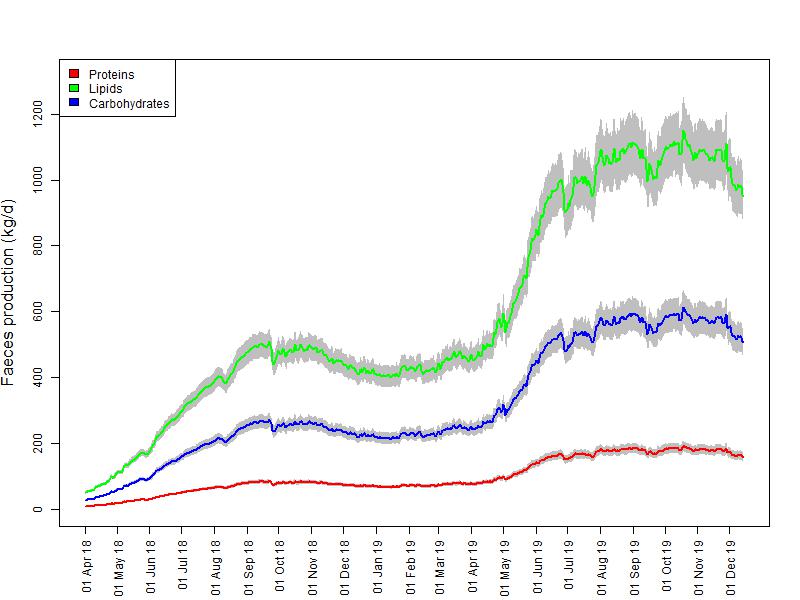 Proteins
Lipids
Carbohydrates
Faeces production (kg/d)
1200
1000
800
600
400
200
0
01 Apr 18
01 May 18
01 Jun 18
01 Jul 18
01 Aug 18
01 Sep 18
01 Oct 18
01 Nov 18
01 Dec 18
01 Jan 19
01 Feb 19
01 Mar 19
01 Apr 19
01 May 19
01 Jun 19
01 Jul 19
01 Aug 19
01 Sep 19
01 Oct 19
01 Nov 19
01 Dec 19